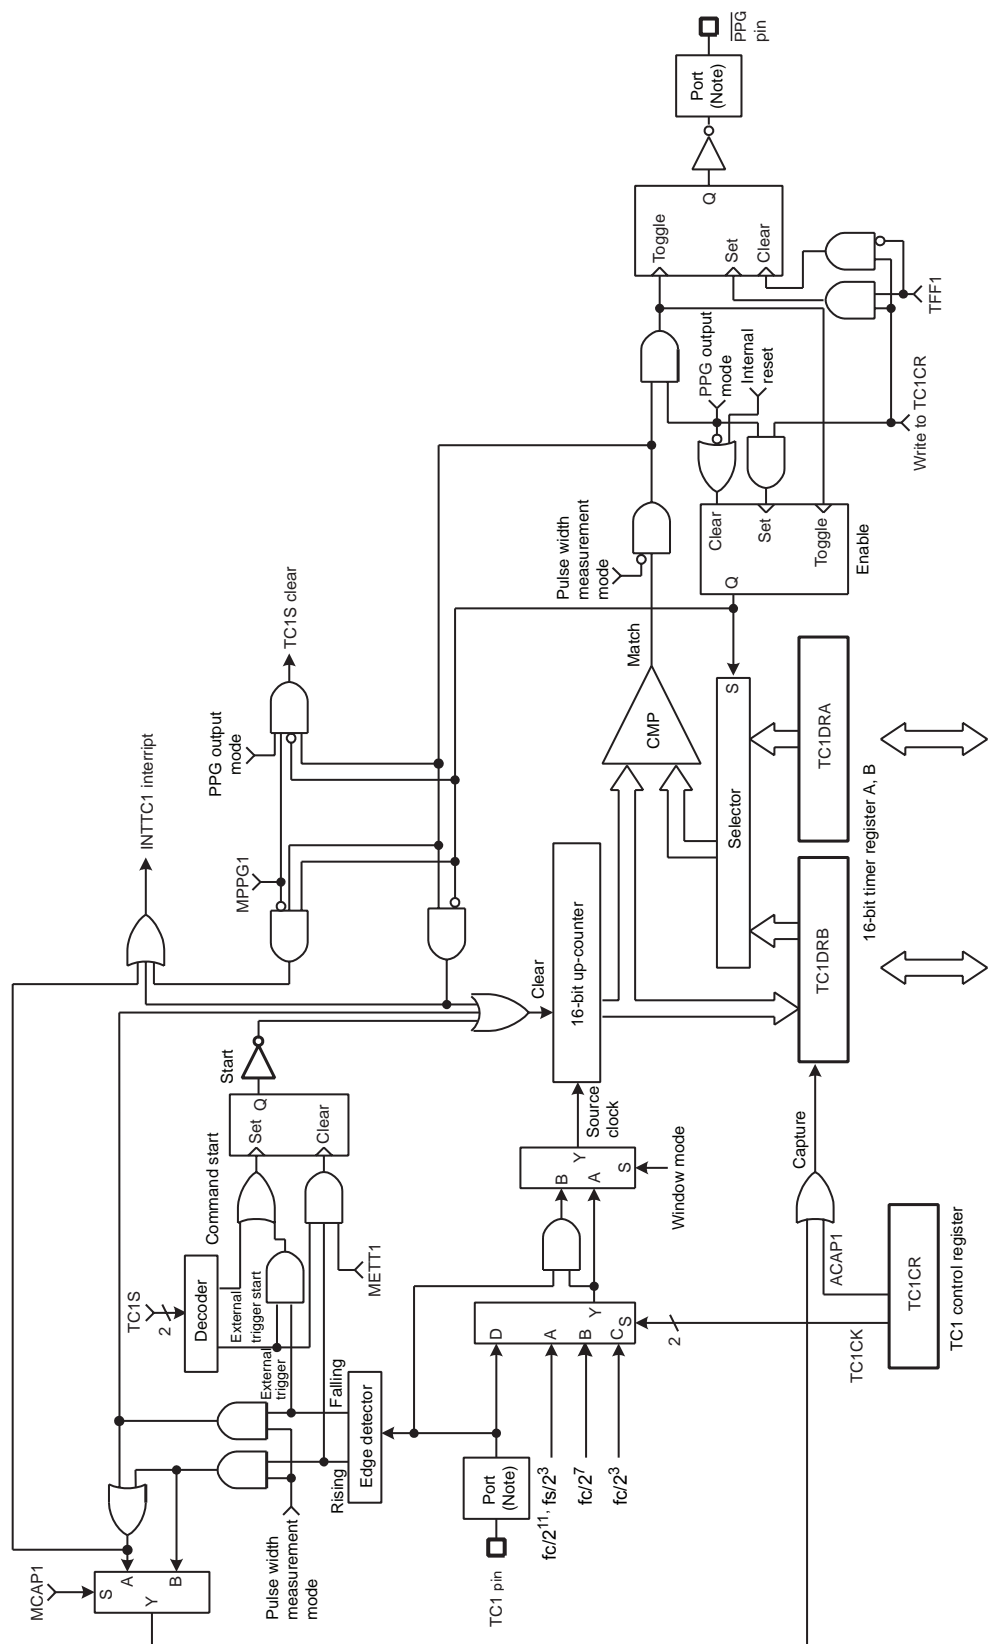 MCAP1
S
A
B
Y
Pulse width
measurement
mode
Rising
Falling
Edge detector
External
trigger
TC1S
2
Decoder
External
trigger start
Command start
METT1
Set
Q
Clear
Start
INTTC1 interript
MPPG1
PPG output
mode
TC1S clear
TC1 pin
Port
(Note)
fc/2¹¹, fs/2³
fc/2⁷
fc/2³
D
A
B
C
S
Y
2
B
A
S
Y
Window mode
Source
clock
Clear
16-bit up-counter
CMP
Match
Pulse width
measurement
mode
Selector
S
TC1CK
ACAP1
TC1CR
TC1 control register
Capture
TC1DRB
TC1DRA
16-bit timer register A, B
Q
Clear
Set
Toggle
Enable
PPG output
mode
Internal
reset
Write to TC1CR
TFF1
Toggle
Set
Clear
Q
Port
(Note)
PPG
pin